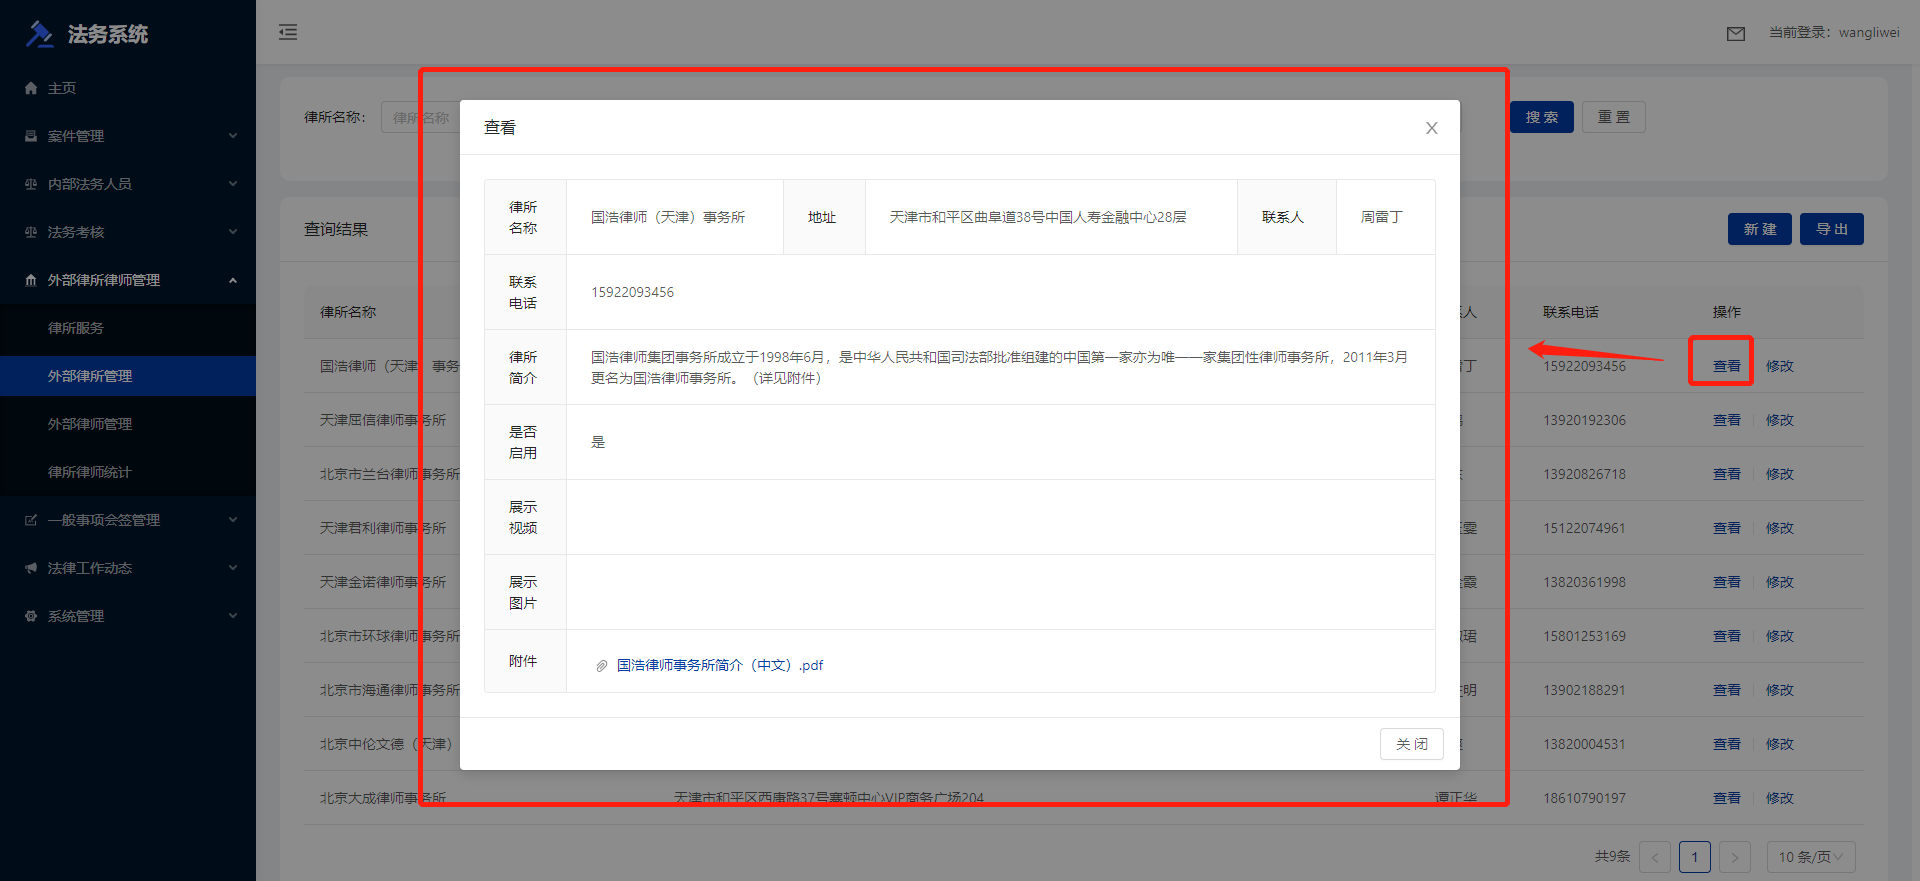 法务系统
当前登录：wangliwei
主页
案件管理
内部法务人员
法务考核
外部律所律师管理
律所服务
外部律所管理
外部律师管理
律所律师统计
一般事项会签管理
法律工作动态
系统管理
律所名称：
律所名称
搜索
重置
查询结果
新建
导出
律所名称
人
联系电话
操作
国浩律师（天津）事务
丁
15922093456
查看
修改
天津屈信律师事务所
13920192306
查看
修改
北京市兰台律师事务所
13920826718
查看
修改
天津君利律师事务所
雯
15122074961
查看
修改
天津金诺律师事务所
霞
13820361998
查看
修改
北京市环球律师事务所
珺
15801253169
查看
修改
北京市海通律师事务所
明
13902188291
查看
修改
北京中伦文德（天津）
13820004531
查看
修改
北京大成律师事务所
天津市和平区西康路37号赛顿中心VIP商务广场204
谭正华
18610790197
查看
修改
共9条
1
10 条/页
查看
律所
名称
国浩律师（天津）事务所
地址
天津市和平区曲阜道38号中国人寿金融中心28层
联系人
周雷丁
联系
电话
15922093456
律所
简介
国浩律师集团事务所成立于1998年6月，是中华人民共和国司法部批准组建的中国第一家亦为唯一一家集团性律师事务所，2011年3月
更名为国浩律师事务所。（详见附件）
是否
启用
是
展示
视频
展示
图片
附件
国浩律师事务所简介（中文）.pdf
关闭